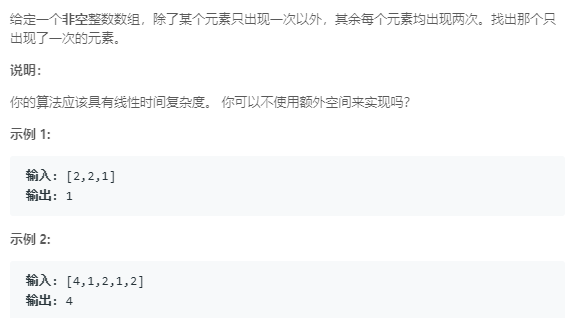 给定一个非空整数数组，除了某个元素只出现一次以外，其余每个元素均出现两次。找出那个只
出现了一次的元素。
说明：
你的算法应该具有线性时间复杂度。 你可以不使用额外空间来实现吗？
示例 1:
输入: [2,2,1]
输出: 1
示例 2:
输入: [4,1,2,1,2]
输出: 4